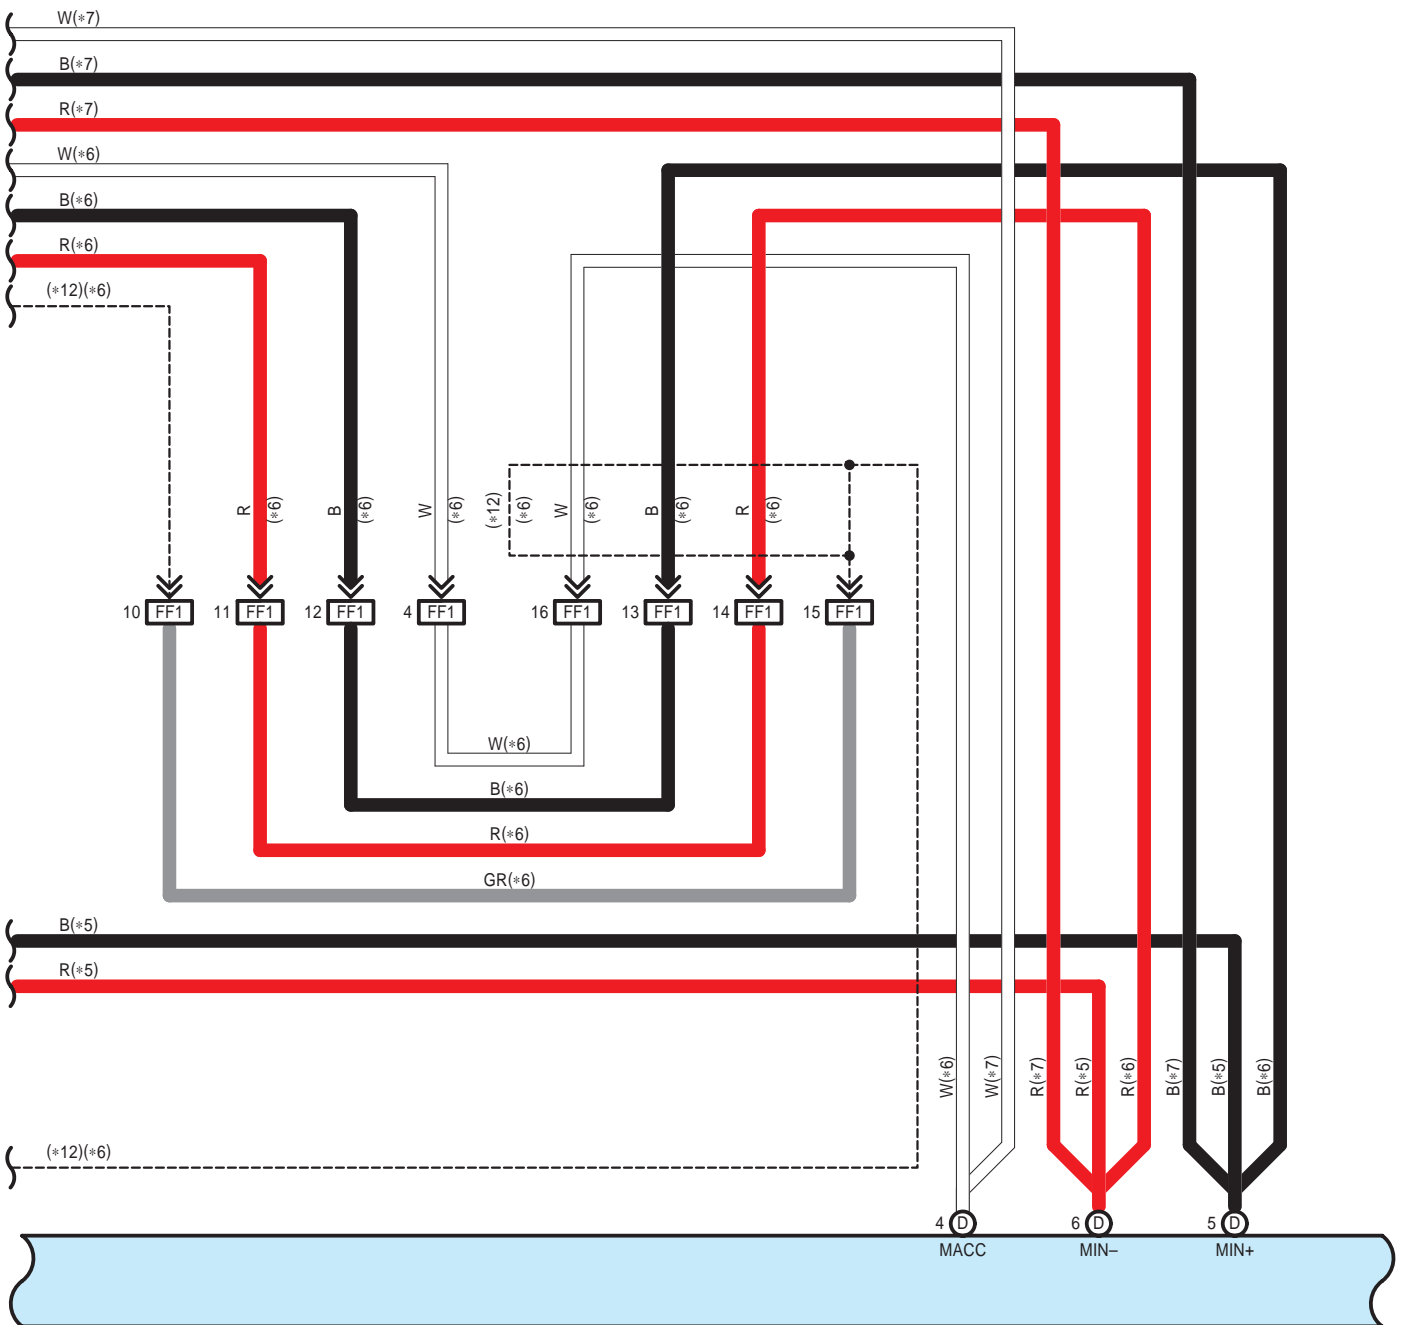 W(*7)
B(*7)
R(*7)
W(*6)
B(*6)
R(*6)
(*12)(*6)
R (*6)
B (*6)
W (*6)
(*12) (*6)
W (*6)
B (*6)
R (*6)
10 FF1
11 FF1
12 FF1
4 FF1
16 FF1
13 FF1
14 FF1
15 FF1
W(*6)
B(*6)
R(*6)
GR(*6)
B(*5)
R(*5)
W(*6)
W(*7)
R(*7)
R(*5)
R(*6)
B(*7)
B(*5)
B(*6)
(*12)(*6)
4 D
6 D
5 D
MACC
MIN–
MIN+